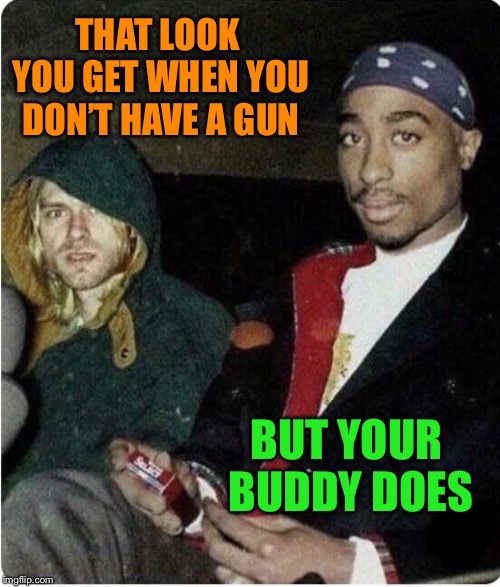 THAT LOOK
YOU GET WHEN YOU
DON'T HAVE A GUN
BUT YOUR
BUDDY DOES
imgflip.com